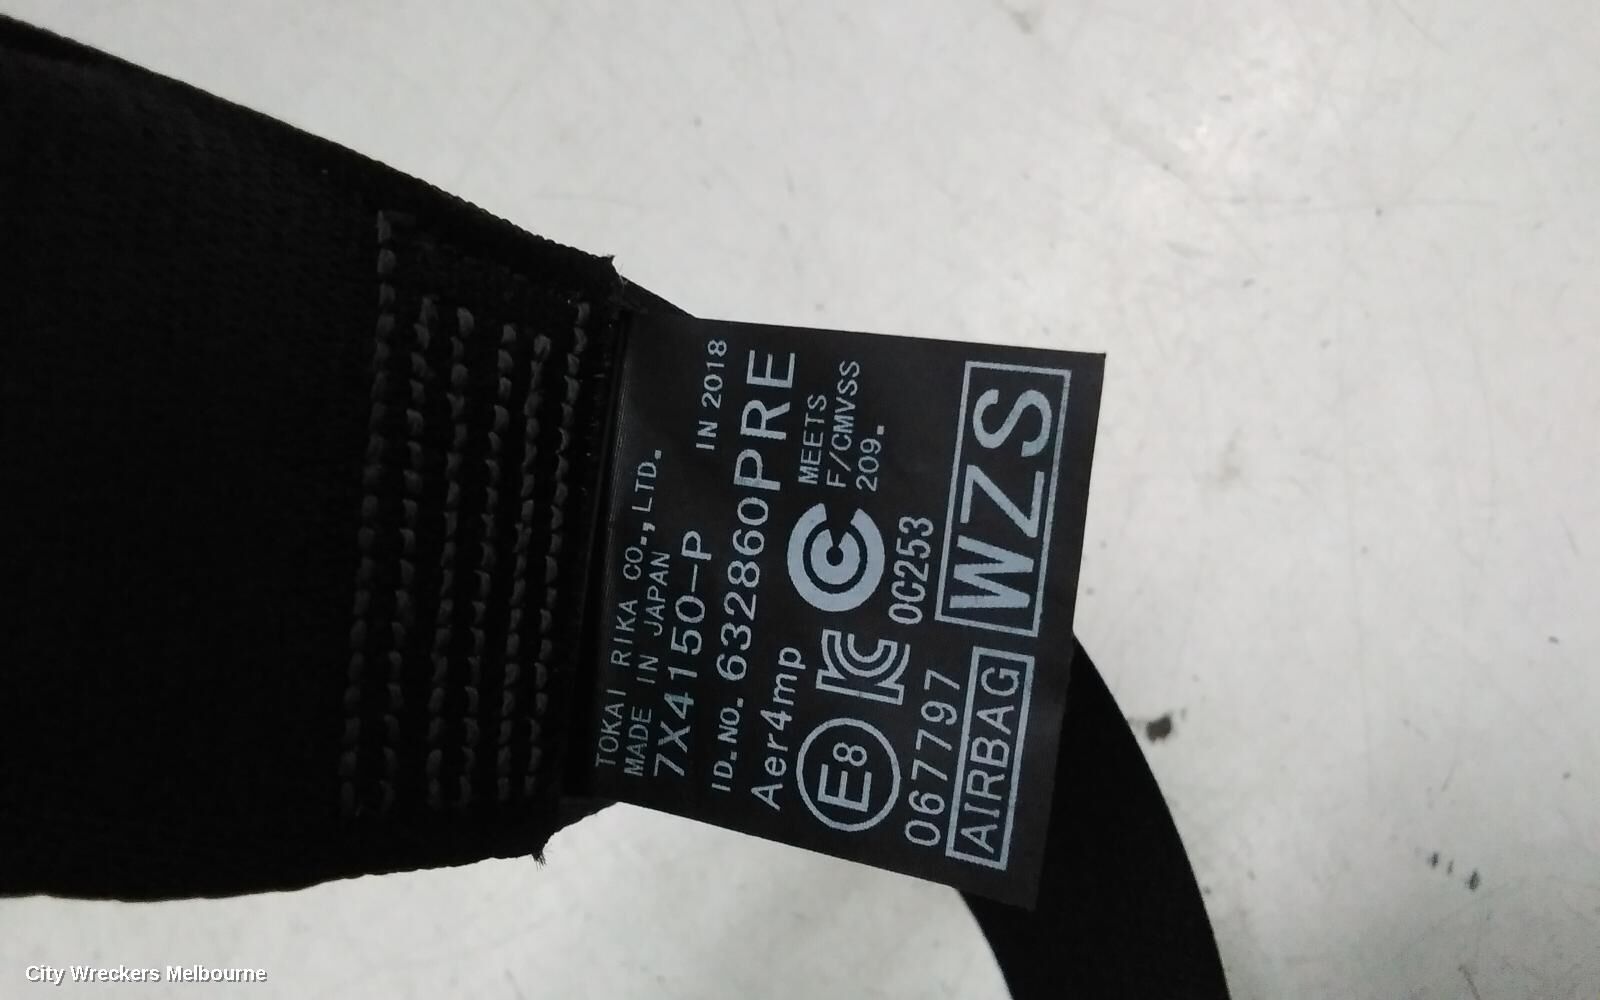 TOKAI RIKA CO.,LTD.
MADE IN JAPAN
7X4150-P IN 2018
ID.NO.632860PRE
Aer4mp
MEETS
F/CMVSS
209.
E8
KC
C
067797
0C253
AIRBAG
WZS
City Wreckers Melbourne